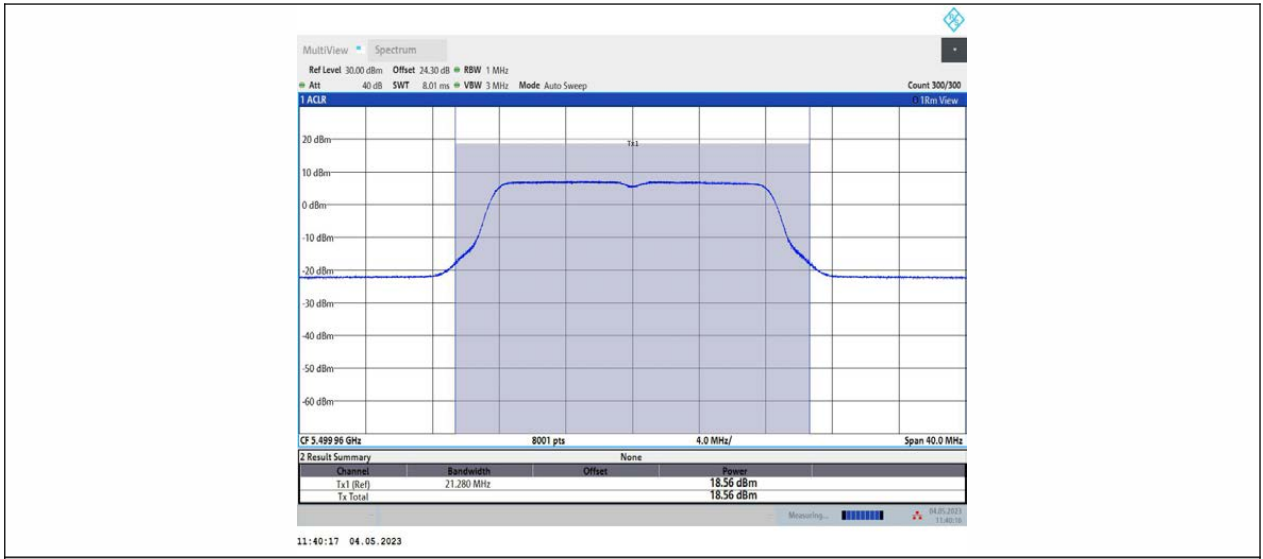 MultiView Spectrum
Ref Level 30.00 dBm Offset 24.30 dB RBW 1 MHz
Att 40 dB SWT 8.01 ms VBW 3 MHz Mode Auto Sweep Count 300/300
1 ACLR 1Rm View
Tx1
20 dBm
10 dBm
0 dBm
-10 dBm
-20 dBm
-30 dBm
-40 dBm
-50 dBm
-60 dBm
CF 5.499 96 GHz 8001 pts 4.0 MHz/ Span 40.0 MHz
2 Result Summary None
Channel Bandwidth Offset Power
Tx1 (Ref) 21.280 MHz 18.56 dBm
Tx Total 18.56 dBm
Measuring... 04.05.2023
11:40:18
11:40:17 04.05.2023